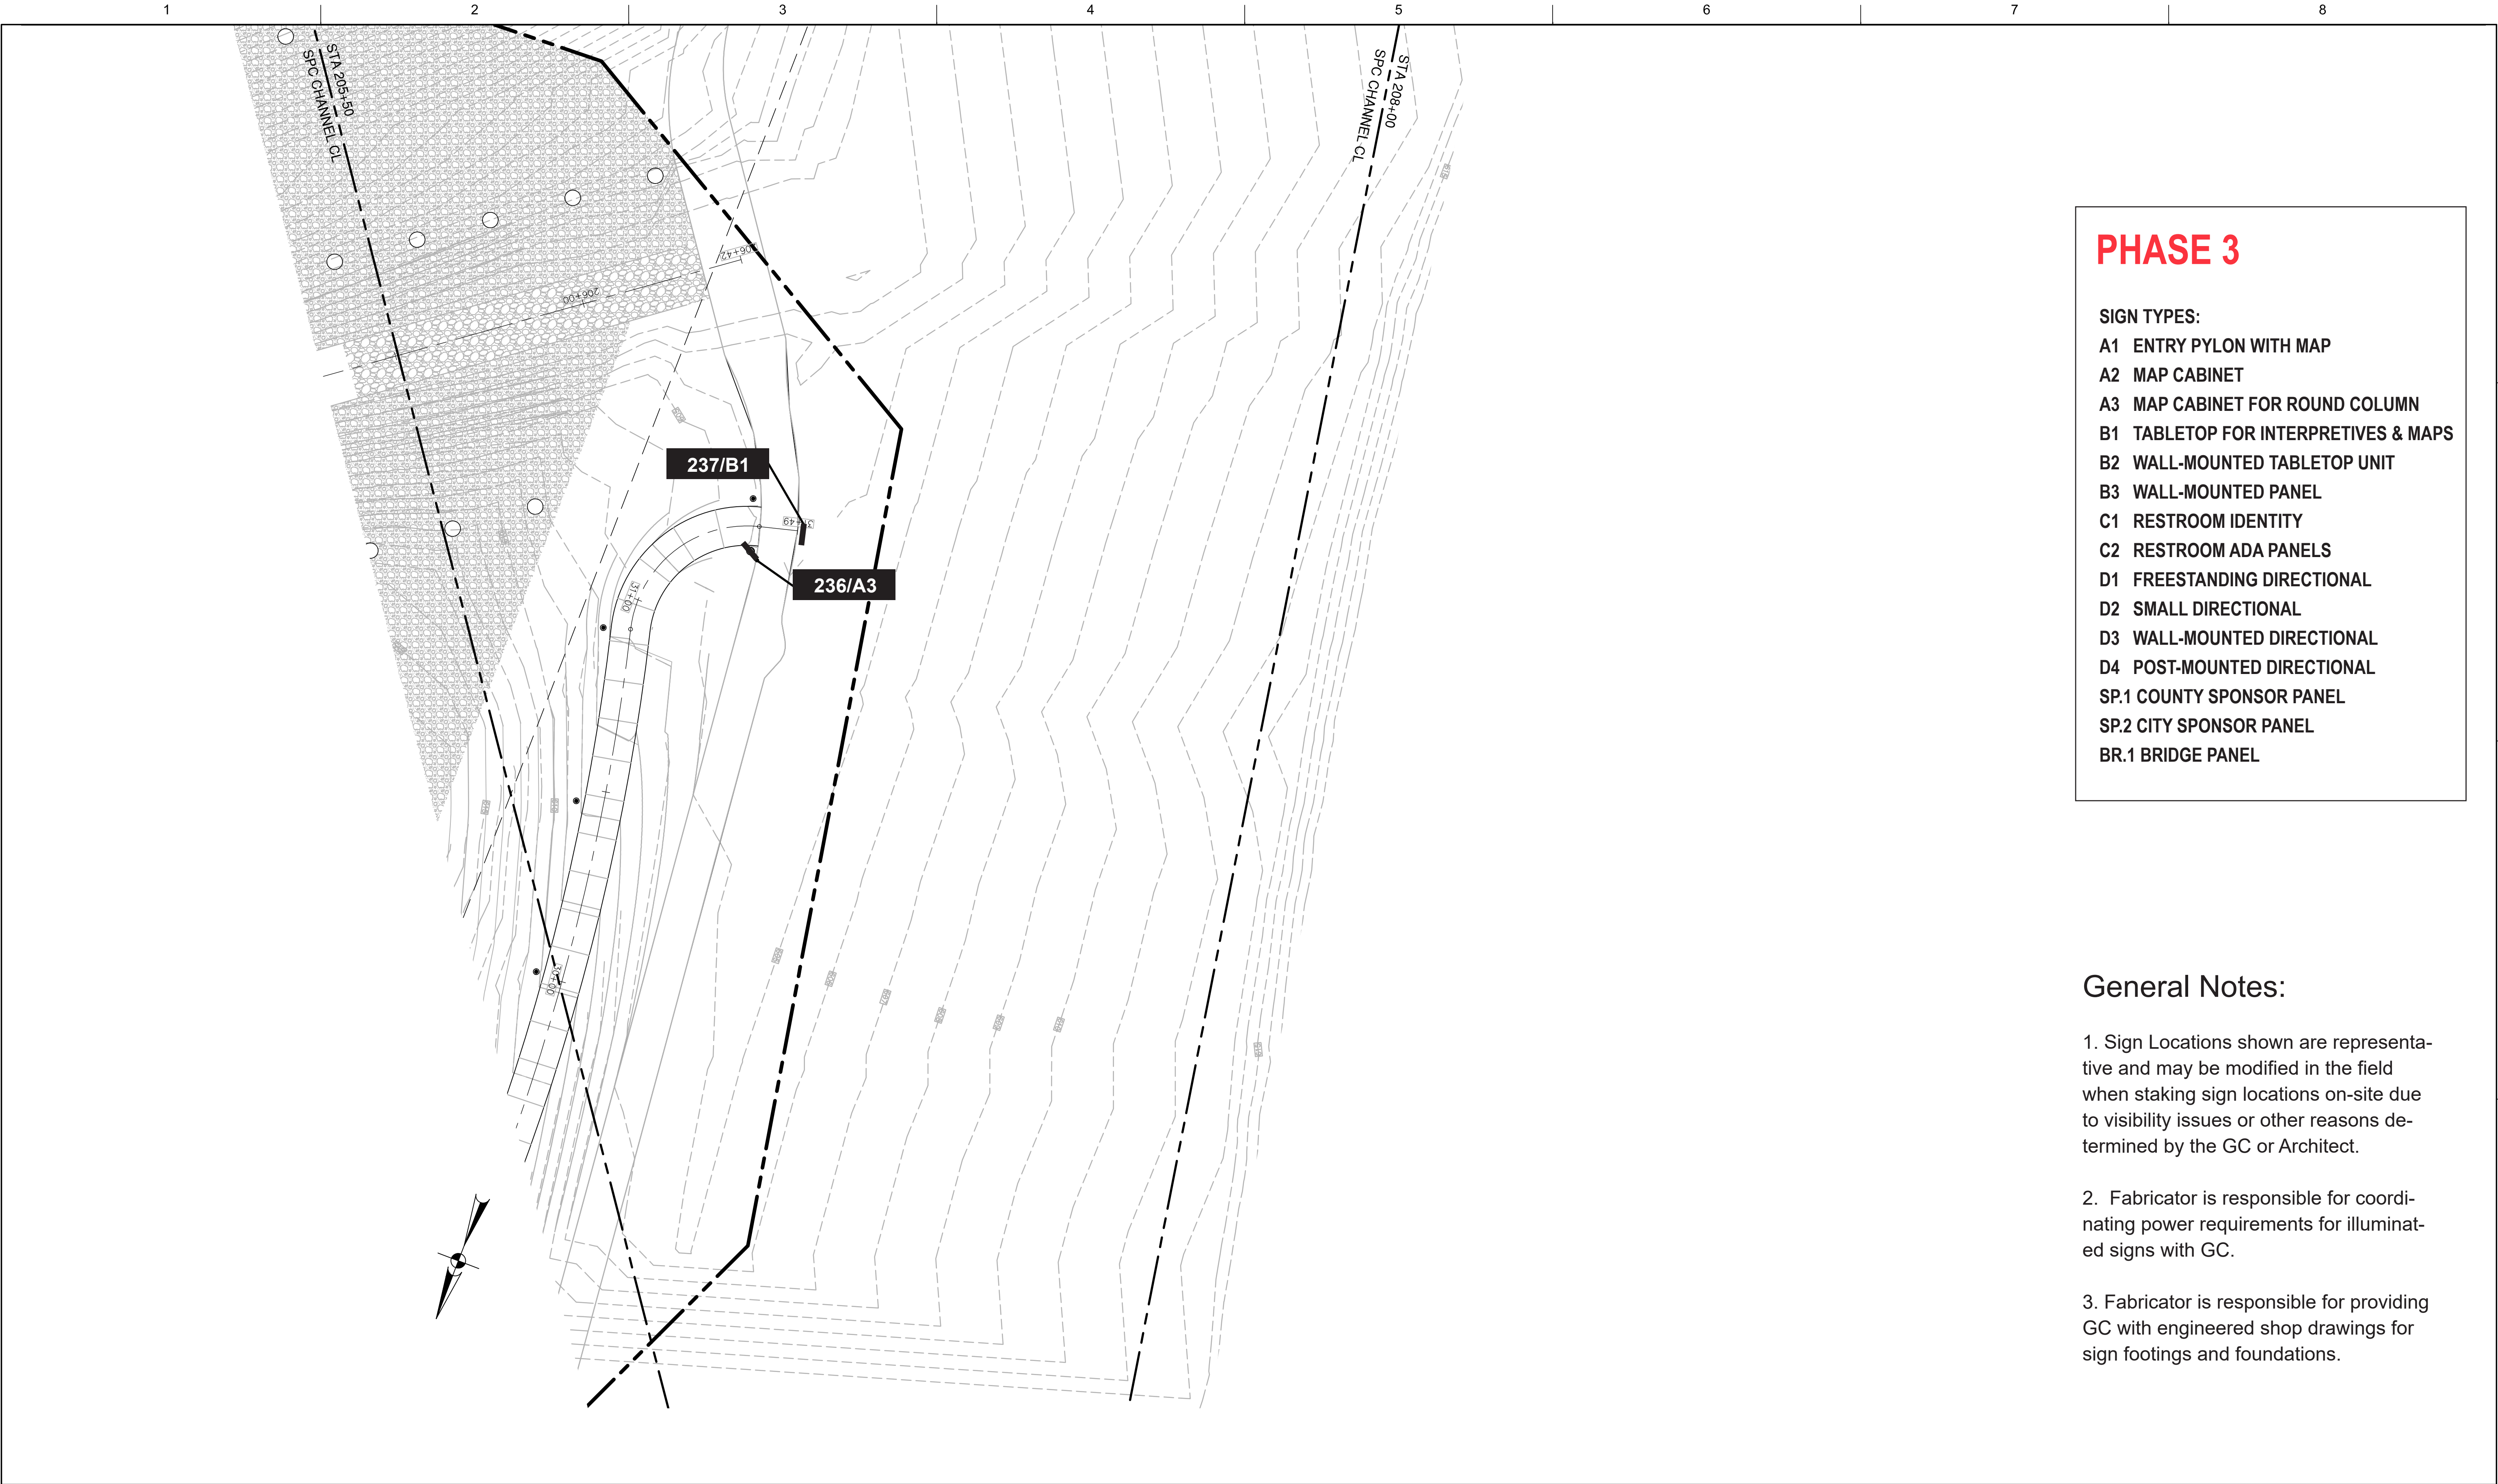 1
2
3
4
5
6
7
8
STA 205+50
SPC CHANNEL CL
STA 208+00
SPC CHANNEL CL
206+00
237/B1
236/A3
31+00
30+00
PHASE 3
SIGN TYPES:
A1 ENTRY PYLON WITH MAP
A2 MAP CABINET
A3 MAP CABINET FOR ROUND COLUMN
B1 TABLETOP FOR INTERPRETIVES & MAPS
B2 WALL-MOUNTED TABLETOP UNIT
B3 WALL-MOUNTED PANEL
C1 RESTROOM IDENTITY
C2 RESTROOM ADA PANELS
D1 FREESTANDING DIRECTIONAL
D2 SMALL DIRECTIONAL
D3 WALL-MOUNTED DIRECTIONAL
D4 POST-MOUNTED DIRECTIONAL
SP.1 COUNTY SPONSOR PANEL
SP.2 CITY SPONSOR PANEL
BR.1 BRIDGE PANEL
General Notes:
1. Sign Locations shown are representa-
tive and may be modified in the field
when staking sign locations on-site due
to visibility issues or other reasons de-
termined by the GC or Architect.
2. Fabricator is responsible for coordi-
nating power requirements for illuminat-
ed signs with GC.
3. Fabricator is responsible for providing
GC with engineered shop drawings for
sign footings and foundations.